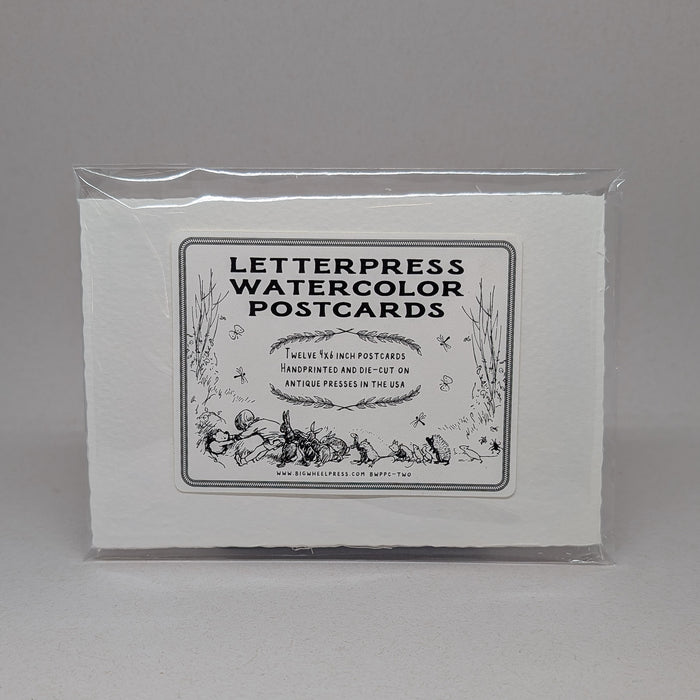 LETTERPRESS
WATERCOLOR
POSTCARDS
Twelve 4x6 inch postcards
Handprinted and die-cut on
antique presses in the USA
www.bigwheelpress.com BWPPC-TWO